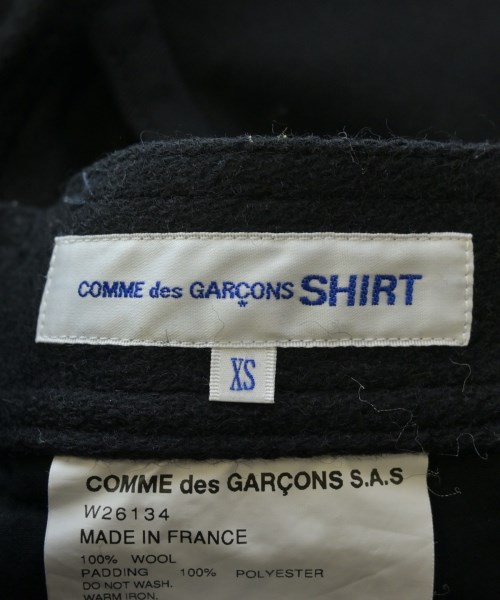 COMME des GARÇONS SHIRT
*
XS
COMME des GARÇONS S.A.S
W26134
MADE IN FRANCE
100% WOOL
PADDING 100% POLYESTER
DO NOT WASH.
WARM IRON.